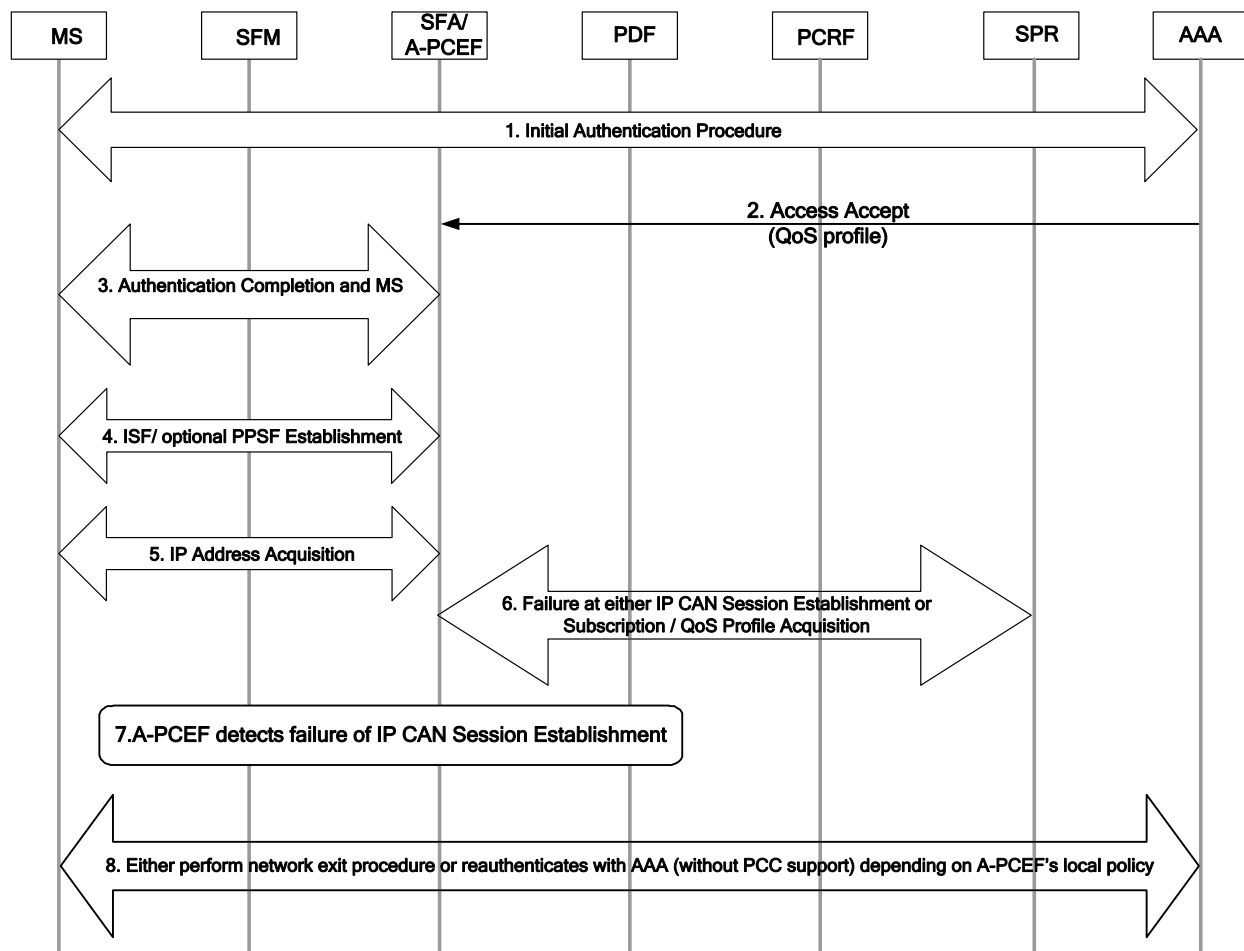 MS
SFM
SFA/
A-PCEF
PDF
PCRF
SPR
AAA
1. Initial Authentication Procedure
2. Access Accept
(QoS profile)
3. Authentication Completion and MS
4. ISF/ optional PPSF Establishment
5. IP Address Acquisition
6. Failure at either IP CAN Session Establishment or
Subscription / QoS Profile Acquisition
7.A-PCEF detects failure of IP CAN Session Establishment
8. Either perform network exit procedure or reauthenticates with AAA (without PCC support) depending on A-PCEF's local policy